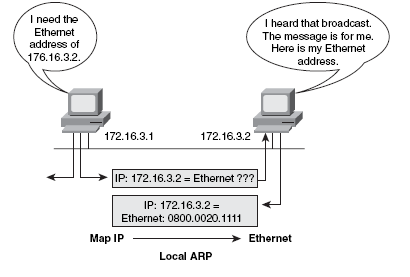 I need the
Ethernet
address of
176.16.3.2.
I heard that broadcast.
The message is for me.
Here is my Ethernet
address.
172.16.3.1
172.16.3.2
IP: 172.16.3.2 = Ethernet ???
IP: 172.16.3.2 =
Ethernet: 0800.0020.1111
Map IP
Ethernet
Local ARP